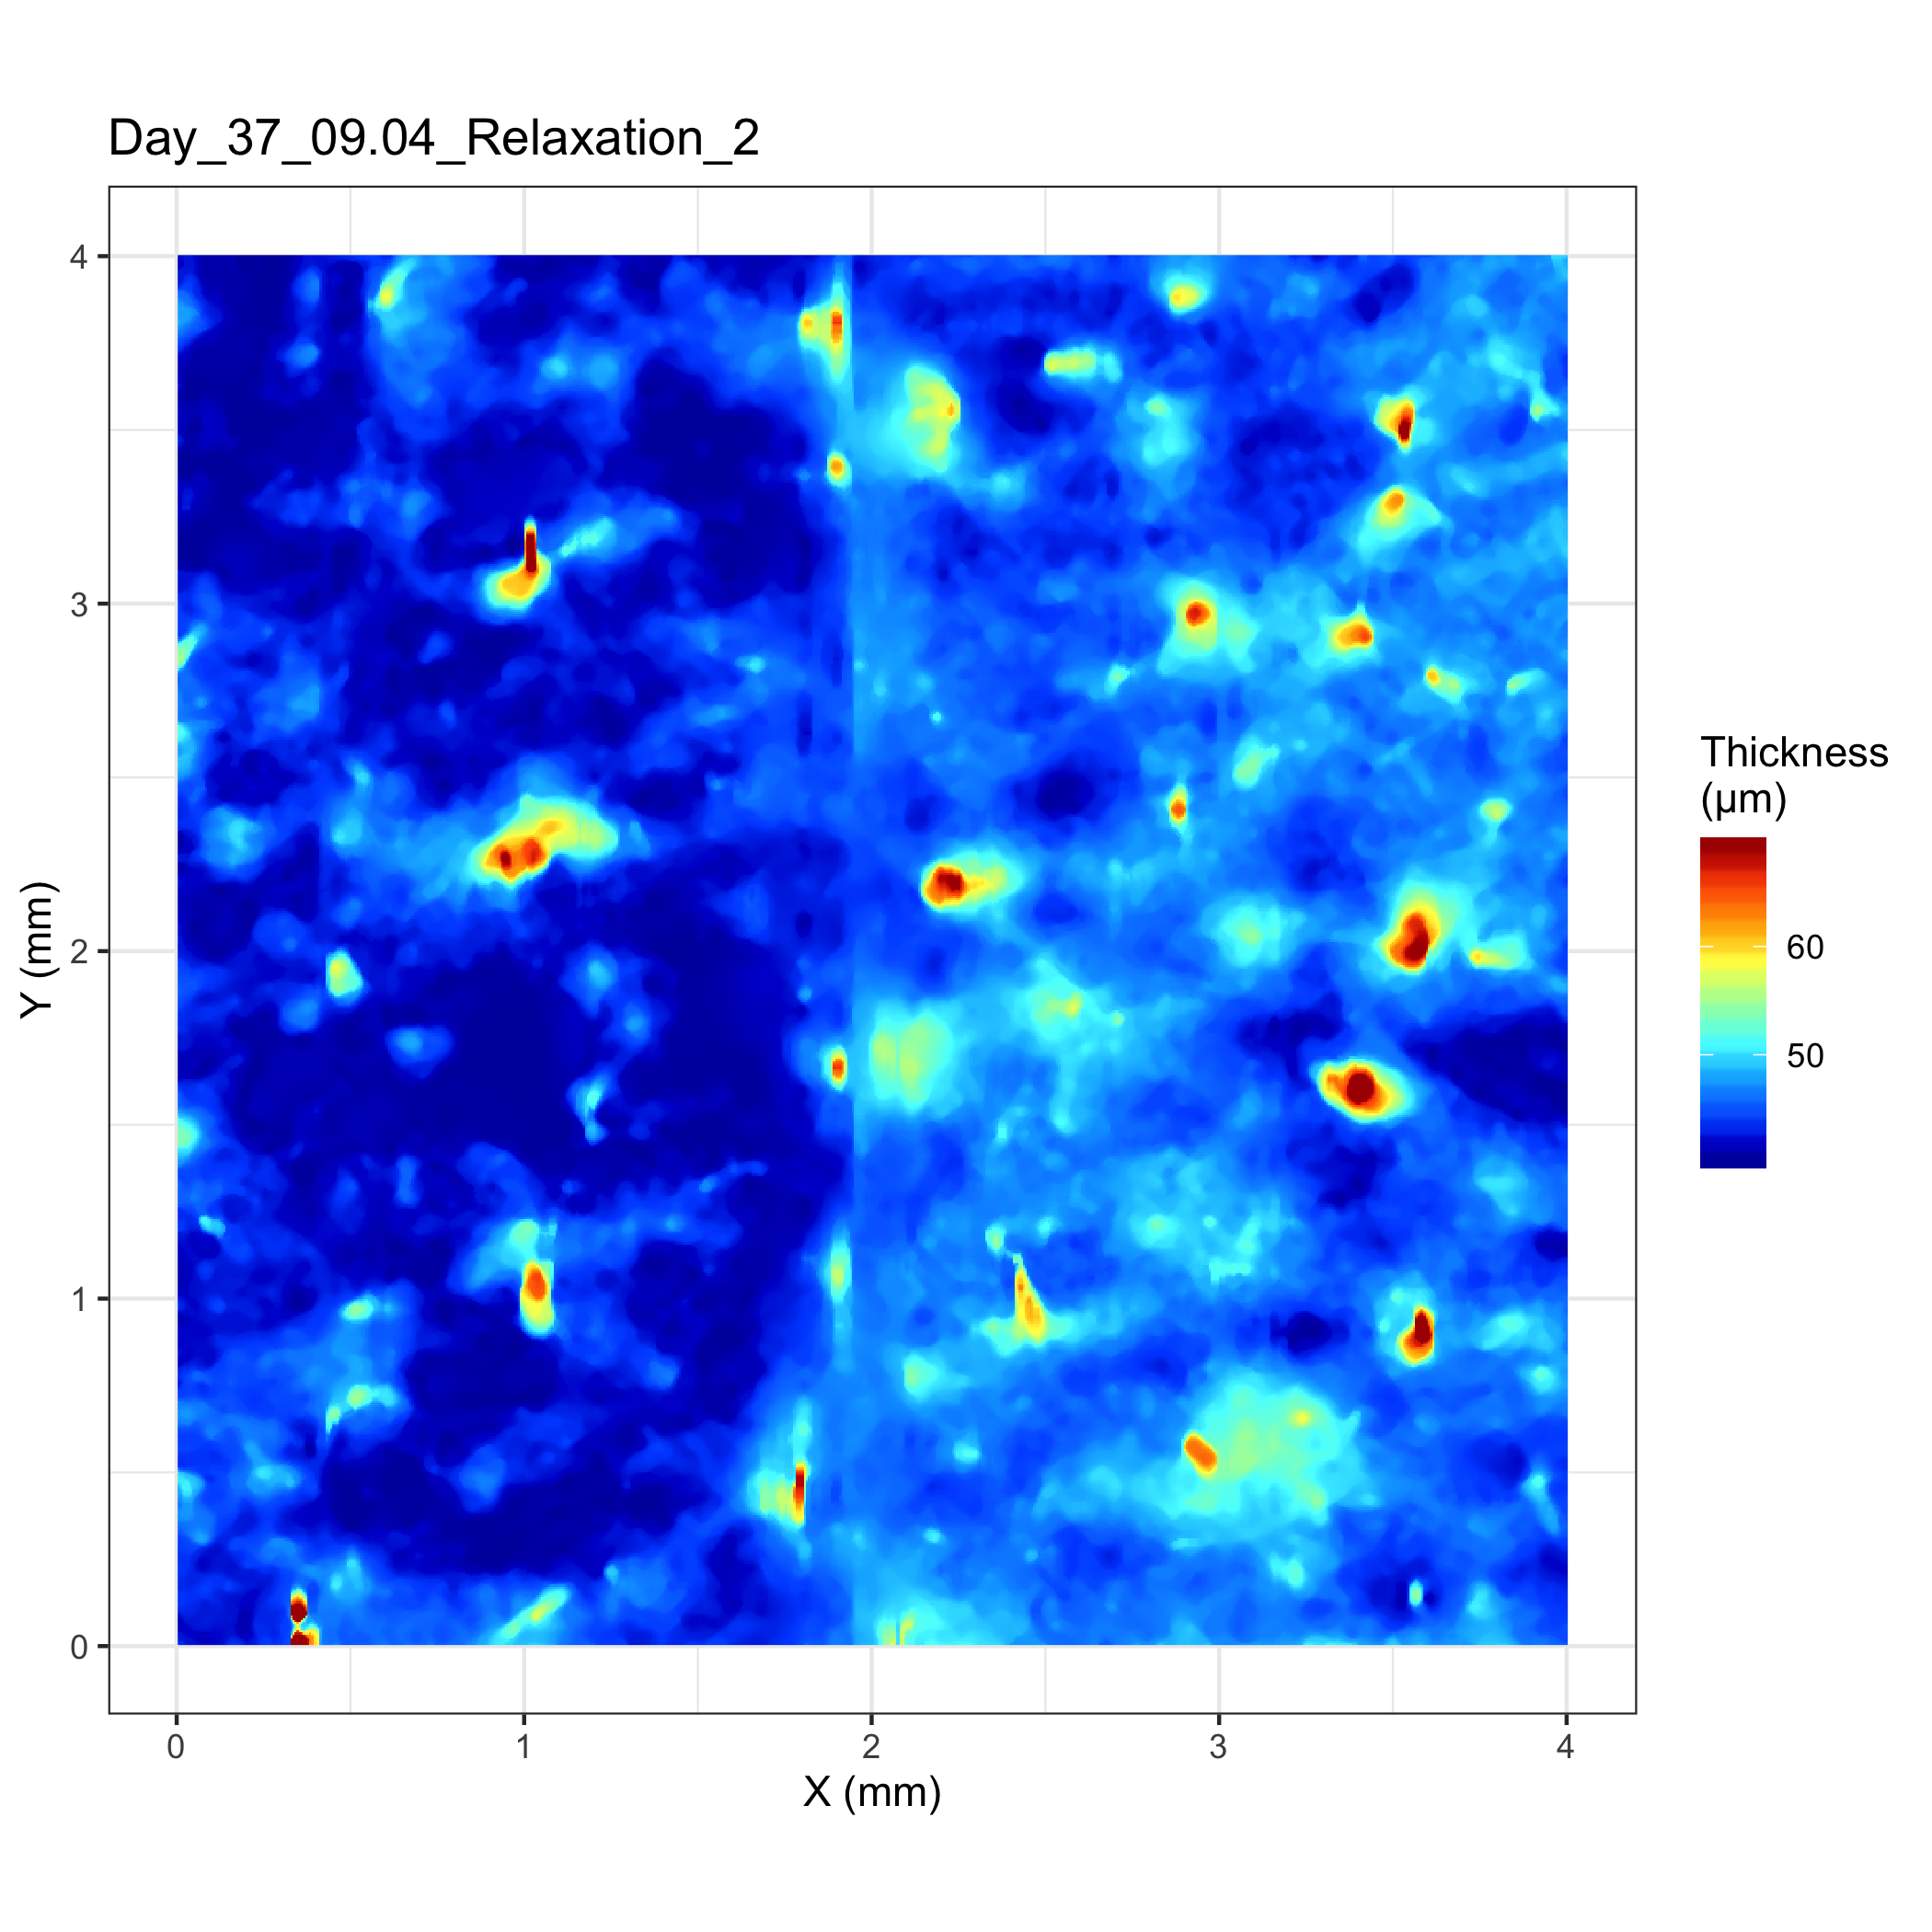 Day_37_09.04_Relaxation_2
4
3
2
1
0
Y (mm)
0 1 2 3 4
X (mm)
Thickness
(μm)
60
50